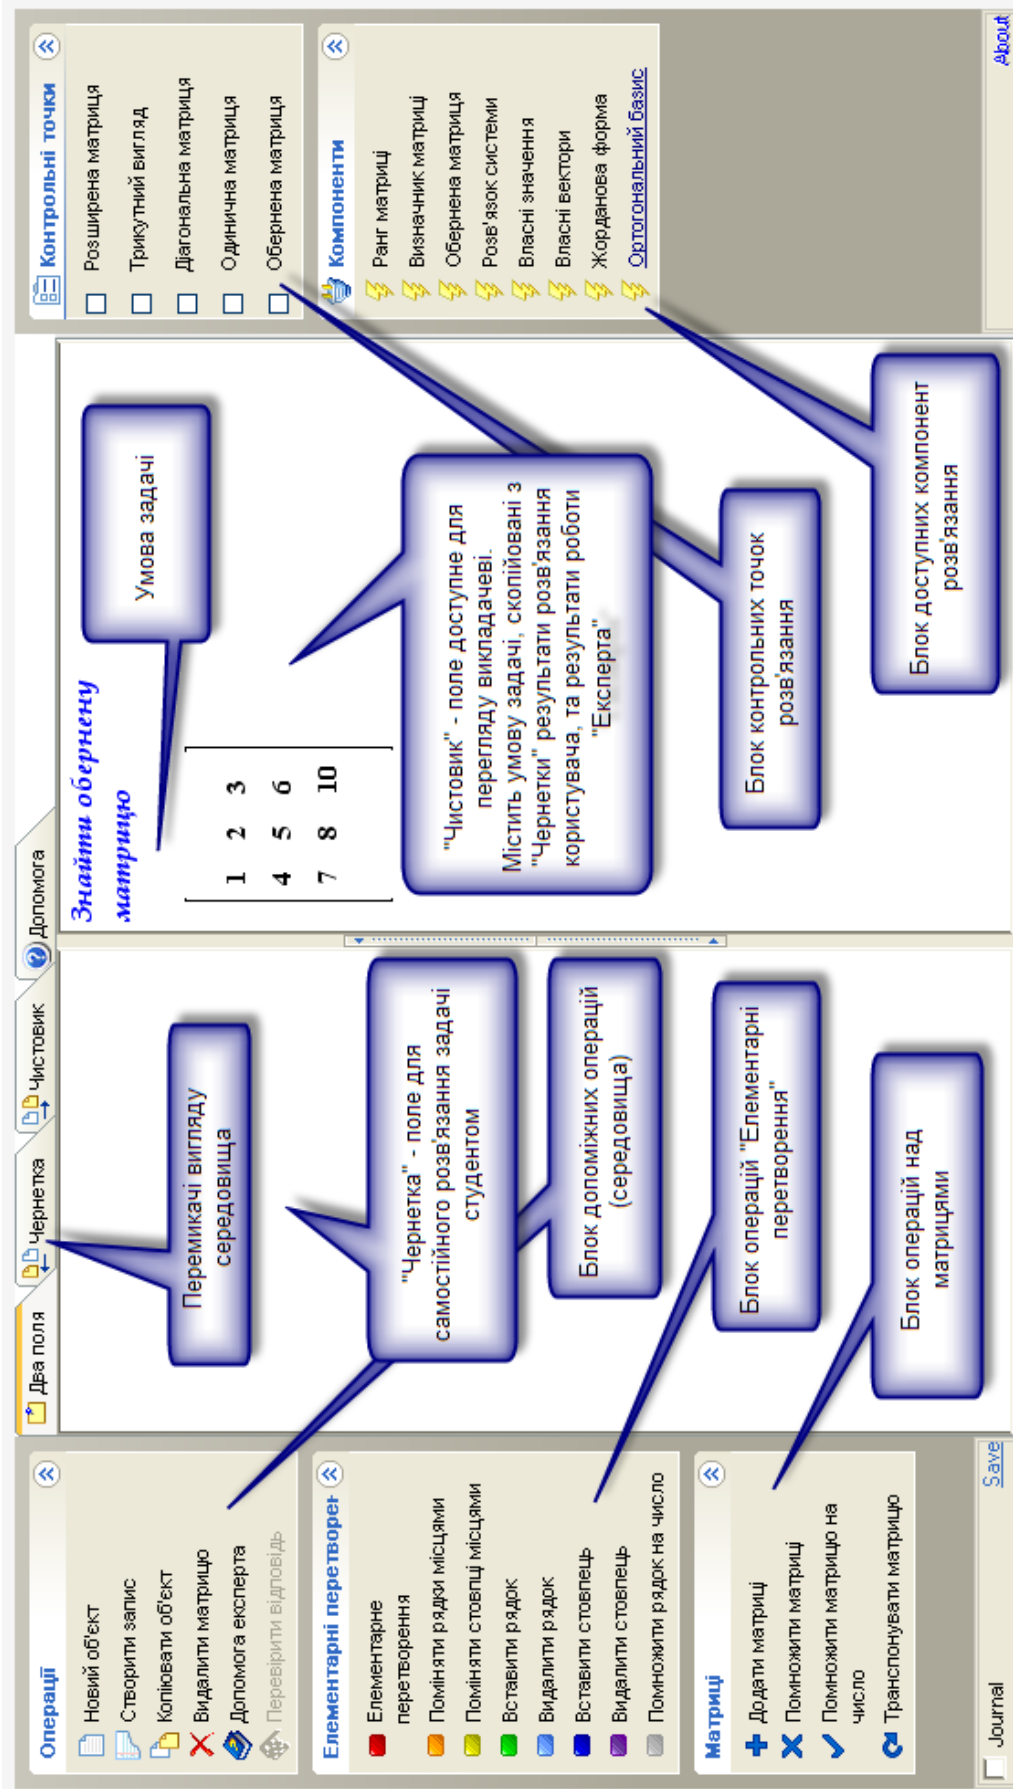 Два поля
Чернетка
Чистовик
Допомога
Операції
Новий об'єкт
Створити запис
Копіювати об'єкт
Видалити матрицю
Допомога експерта
Перевірити відповідь
Елементарні перетворен
Елементарне
перетворення
Поміняти рядки місцями
Поміняти стовпці місцями
Вставити рядок
Видалити рядок
Вставити стовпець
Видалити стовпець
Помножити рядок на число
Матриці
Додати матриці
Помножити матриці
Помножити матрицю на
число
Транспонувати матрицю
Journal
Save
Перемикачі вигляду
середовища
"Чернетка" - поле для
самостійного розв'язання задачі
студентом
Блок допоміжних операцій
(середовища)
Блок операцій "Елементарні
перетворення"
Блок операцій над
матрицями
Знайти обернену
матрицю
1 2 3
4 5 6
7 8 10
Умова задачі
"Чистовик" - поле доступне для
перегляду викладачеві.
Містить умову задачі, скопійовані з
"Чернетки" результати розв'язання
користувача, та результати роботи
"Експерта"
Блок контрольних точок
розв'язання
Блок доступних компонент
розв'язання
Контрольні точки
Розширена матриця
Трикутний вигляд
Діагональна матриця
Одинична матриця
Обернена матриця
Компоненти
Ранг матриці
Визначник матриці
Обернена матриця
Розв'язок системи
Власні значення
Власні вектори
Жорданова форма
Ортогональний базис
About